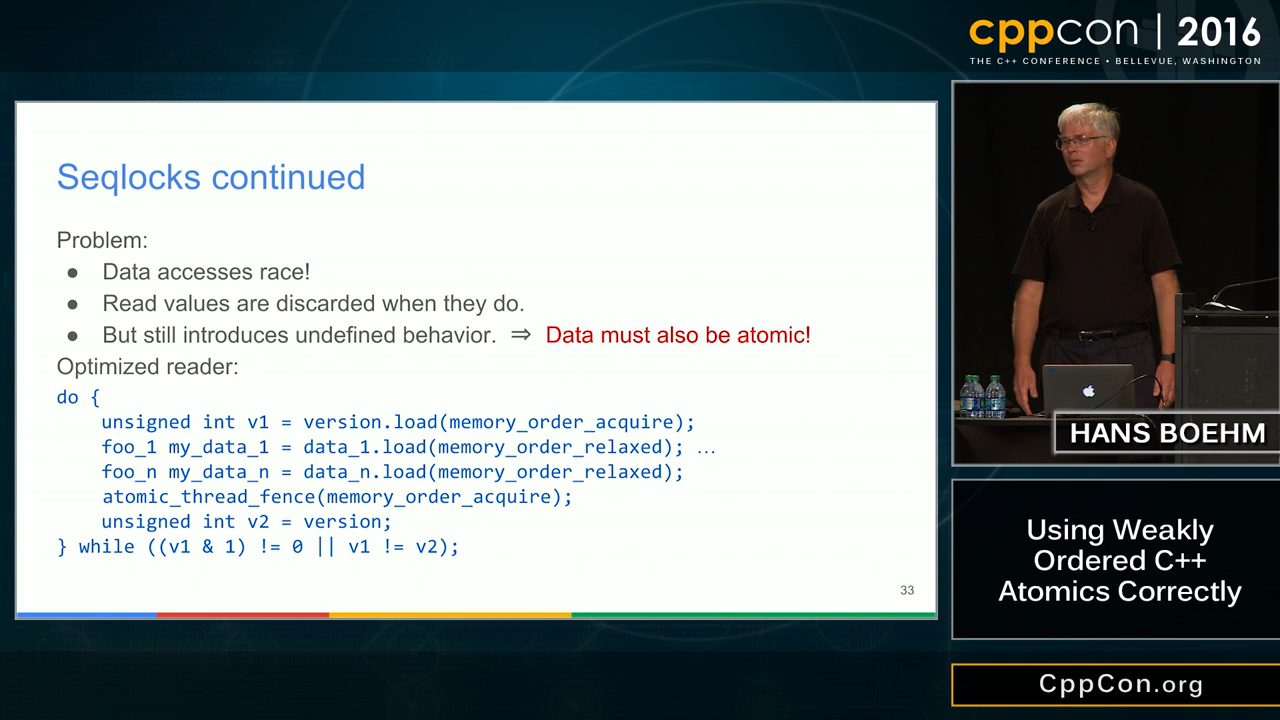 cppcon | 2016
THE C++ CONFERENCE • BELLEVUE, WASHINGTON
Seqlocks continued
Problem:
● Data accesses race!
● Read values are discarded when they do.
● But still introduces undefined behavior. ⇒ Data must also be atomic!
Optimized reader:
do {
    unsigned int v1 = version.load(memory_order_acquire);
    foo_1 my_data_1 = data_1.load(memory_order_relaxed); …
    foo_n my_data_n = data_n.load(memory_order_relaxed);
    atomic_thread_fence(memory_order_acquire);
    unsigned int v2 = version;
} while ((v1 & 1) != 0 || v1 != v2);
33
HANS BOEHM
Using Weakly
Ordered C++
Atomics Correctly
CppCon.org